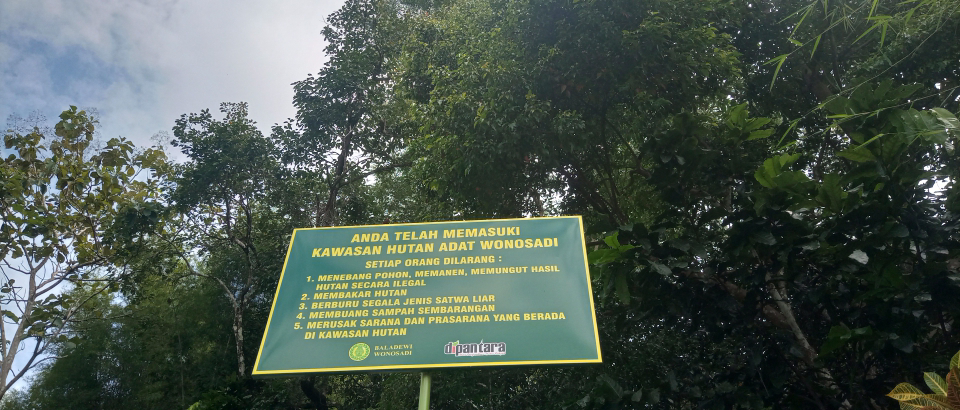 ANDA TELAH MEMASUKI
KAWASAN HUTAN ADAT WONOSADI
SETIAP ORANG DILARANG :
1. MENEBANG POHON, MEMANEN, MEMUNGUT HASIL
HUTAN SECARA ILEGAL
2. MEMBAKAR HUTAN
3. BERBURU SEGALA JENIS SATWA LIAR
4. MEMBUANG SAMPAH SEMBARANGAN
5. MERUSAK SARANA DAN PRASARANA YANG BERADA
DI KAWASAN HUTAN
BALADEWI
WONOSADI
dipantara